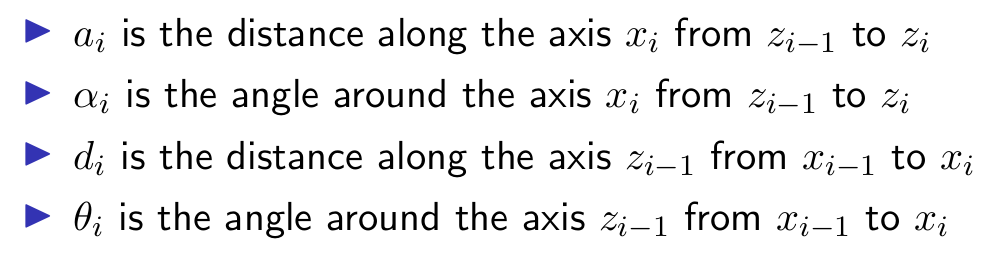 ▶ $a_i$ is the distance along the axis $x_i$ from $z_{i-1}$ to $z_i$
▶ $\alpha_i$ is the angle around the axis $x_i$ from $z_{i-1}$ to $z_i$
▶ $d_i$ is the distance along the axis $z_{i-1}$ from $x_{i-1}$ to $x_i$
▶ $\theta_i$ is the angle around the axis $z_{i-1}$ from $x_{i-1}$ to $x_i$